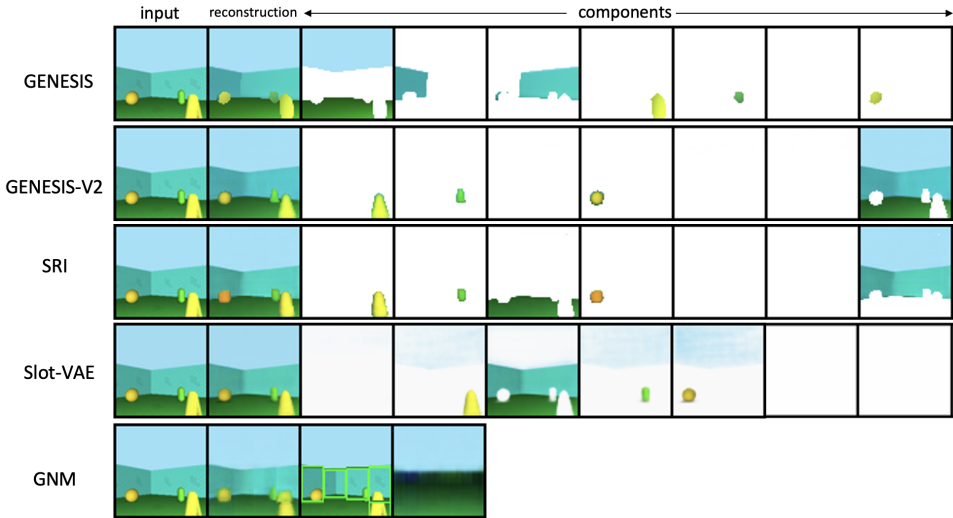 input reconstruction components
GENESIS
GENESIS-V2
SRI
Slot-VAE
GNM